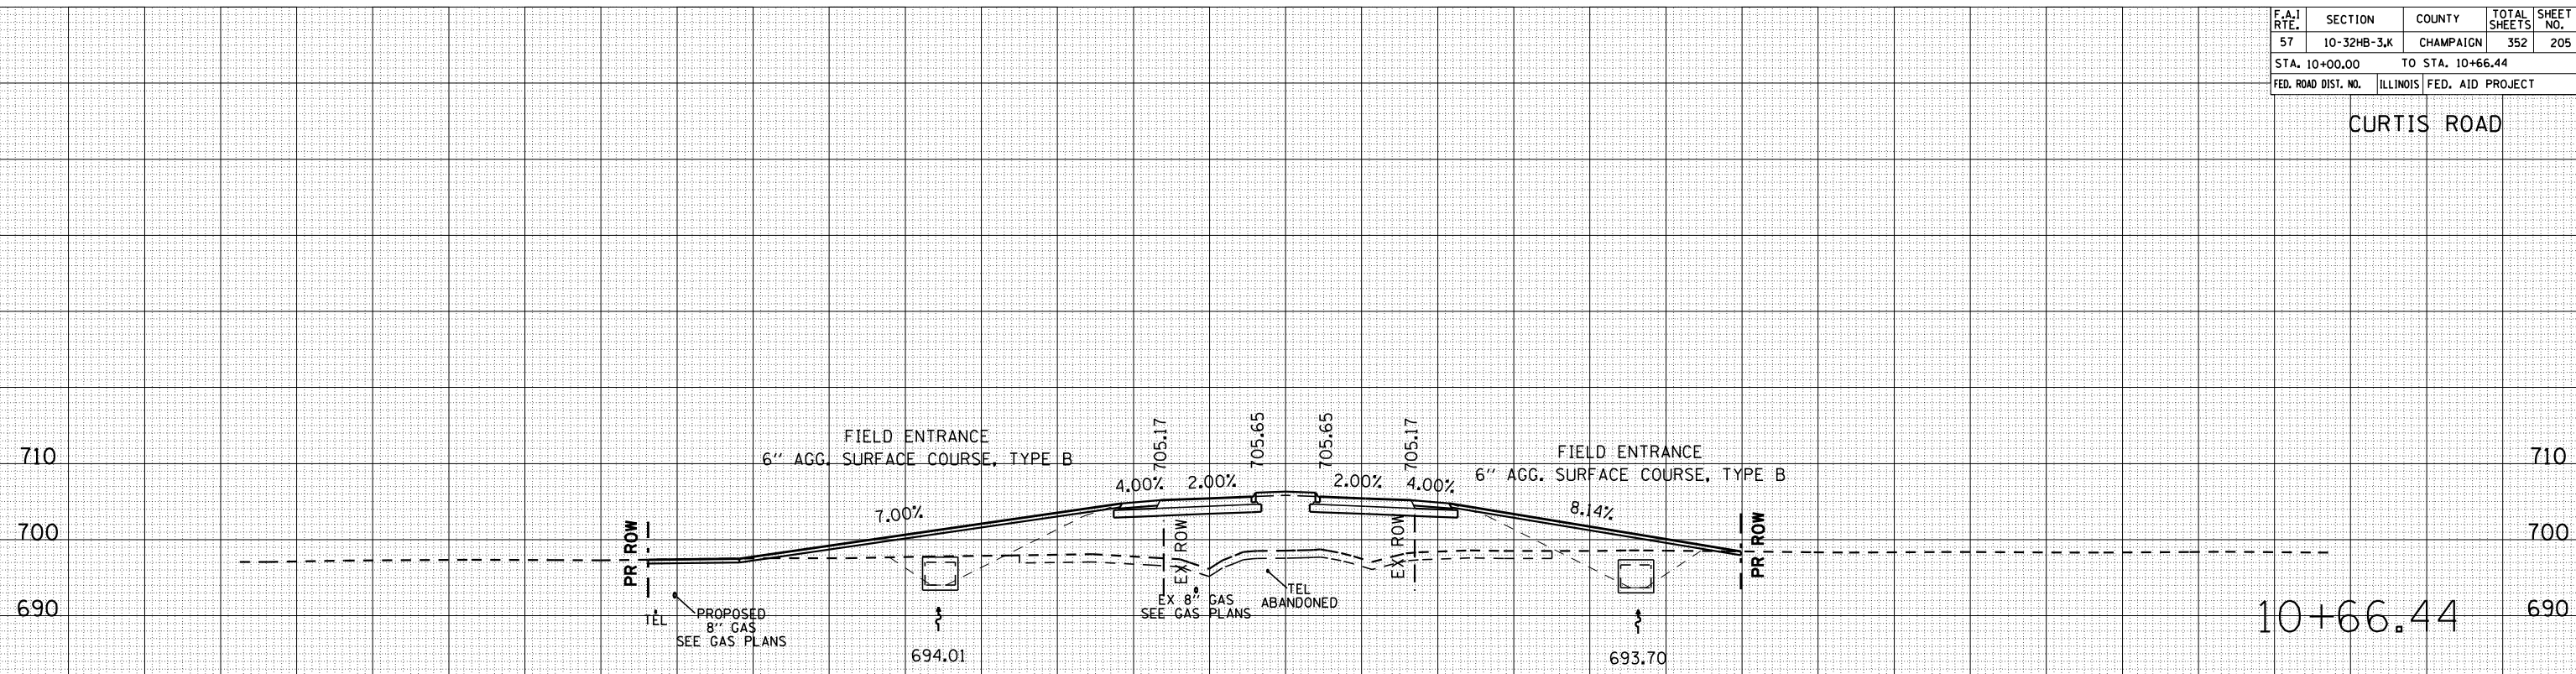 F.A.I RTE. SECTION COUNTY TOTAL SHEETS SHEET NO.
57 10-32HB-3,K CHAMPAIGN 352 205
STA. 10+00.00 TO STA. 10+66.44
FED. ROAD DIST. NO. ILLINOIS FED. AID PROJECT
CURTIS ROAD
FIELD ENTRANCE
6'' AGG. SURFACE COURSE, TYPE B
705.17
705.65
705.65
705.17
FIELD ENTRANCE
6'' AGG. SURFACE COURSE, TYPE B
710
710
4.00%
2.00%
2.00%
4.00%
7.00%
8.14%
700
700
PR ROW
EX ROW
EX ROW
PR ROW
690
690
TEL
PROPOSED
8'' GAS
SEE GAS PLANS
EX 8'' GAS
SEE GAS PLANS
TEL
ABANDONED
694.01
693.70
10+66.44